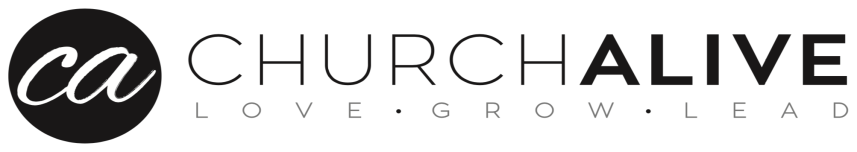 ca
CHURCHALIVE
LOVE · GROW · LEAD